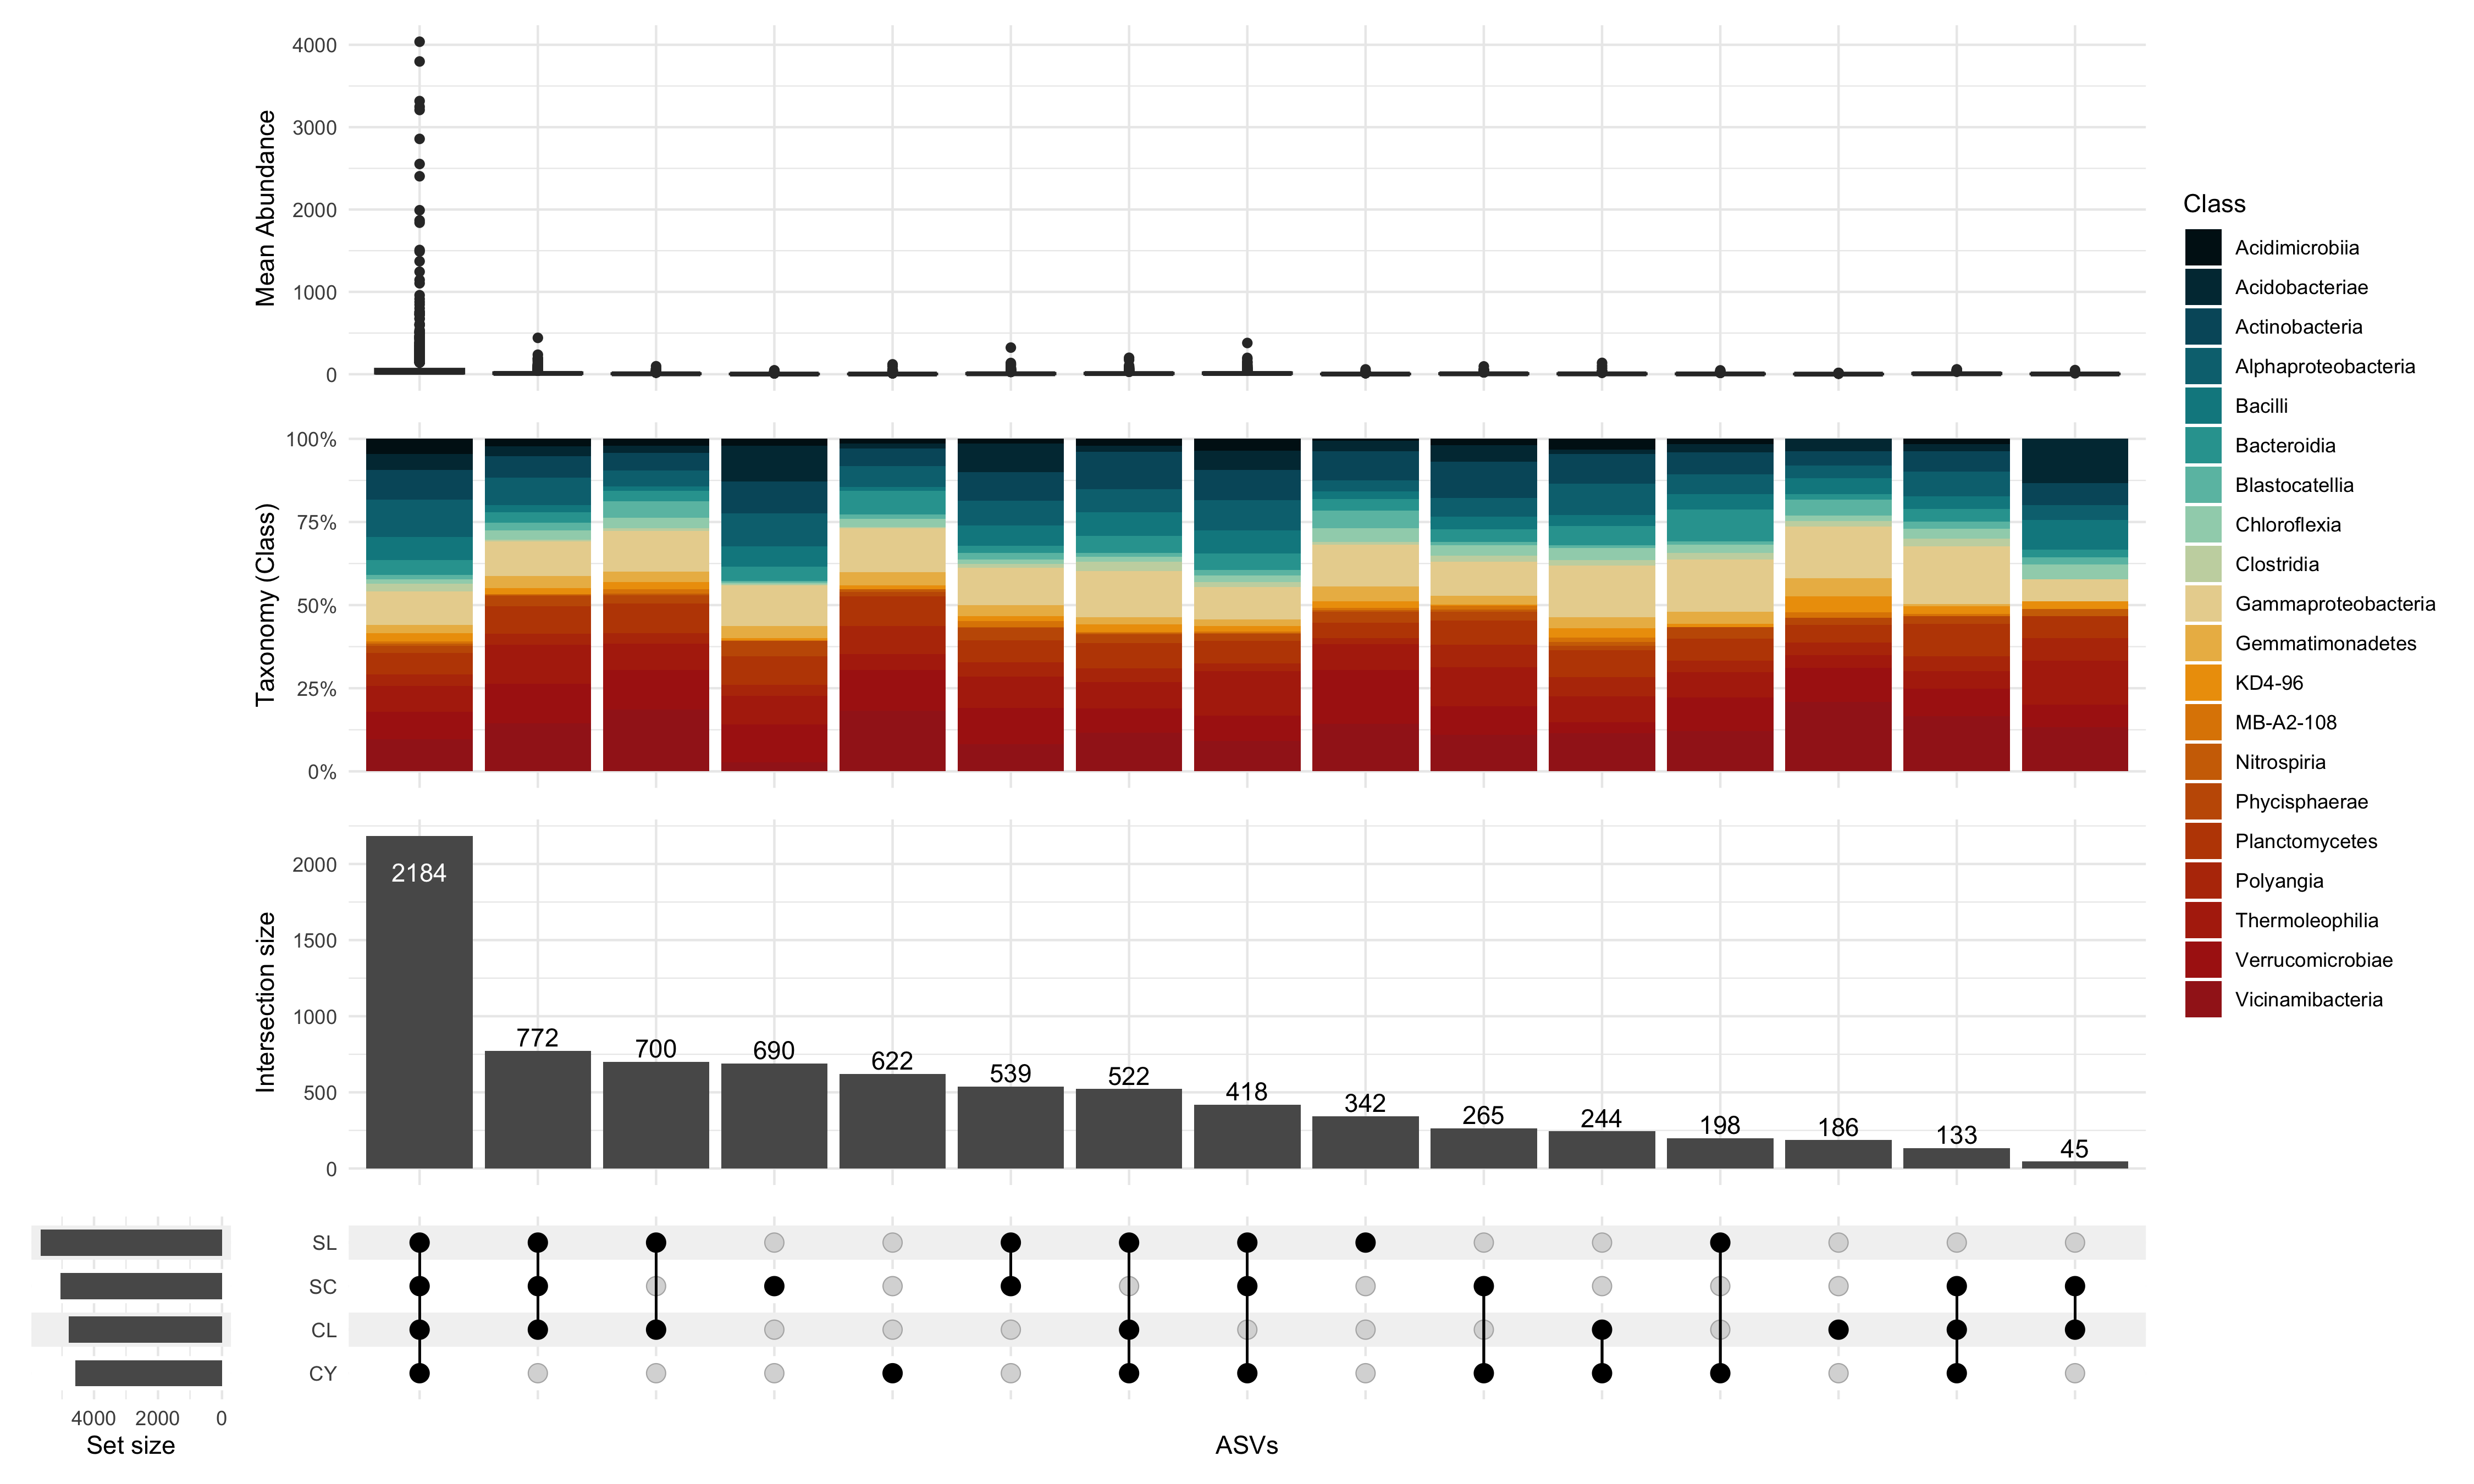 4000
3000
2000
1000
0
Mean Abundance
100%
75%
50%
25%
0%
Taxonomy (Class)
2000
1500
1000
500
0
Intersection size
2184
772
700
690
622
539
522
418
342
265
244
198
186
133
45
SL
SC
CL
CY
4000 2000 0
Set size
ASVs
Class
Acidimicrobiia
Acidobacteriae
Actinobacteria
Alphaproteobacteria
Bacilli
Bacteroidia
Blastocatellia
Chloroflexia
Clostridia
Gammaproteobacteria
Gemmatimonadetes
KD4-96
MB-A2-108
Nitrospiria
Phycisphaerae
Planctomycetes
Polyangia
Thermoleophilia
Verrucomicrobiae
Vicinamibacteria